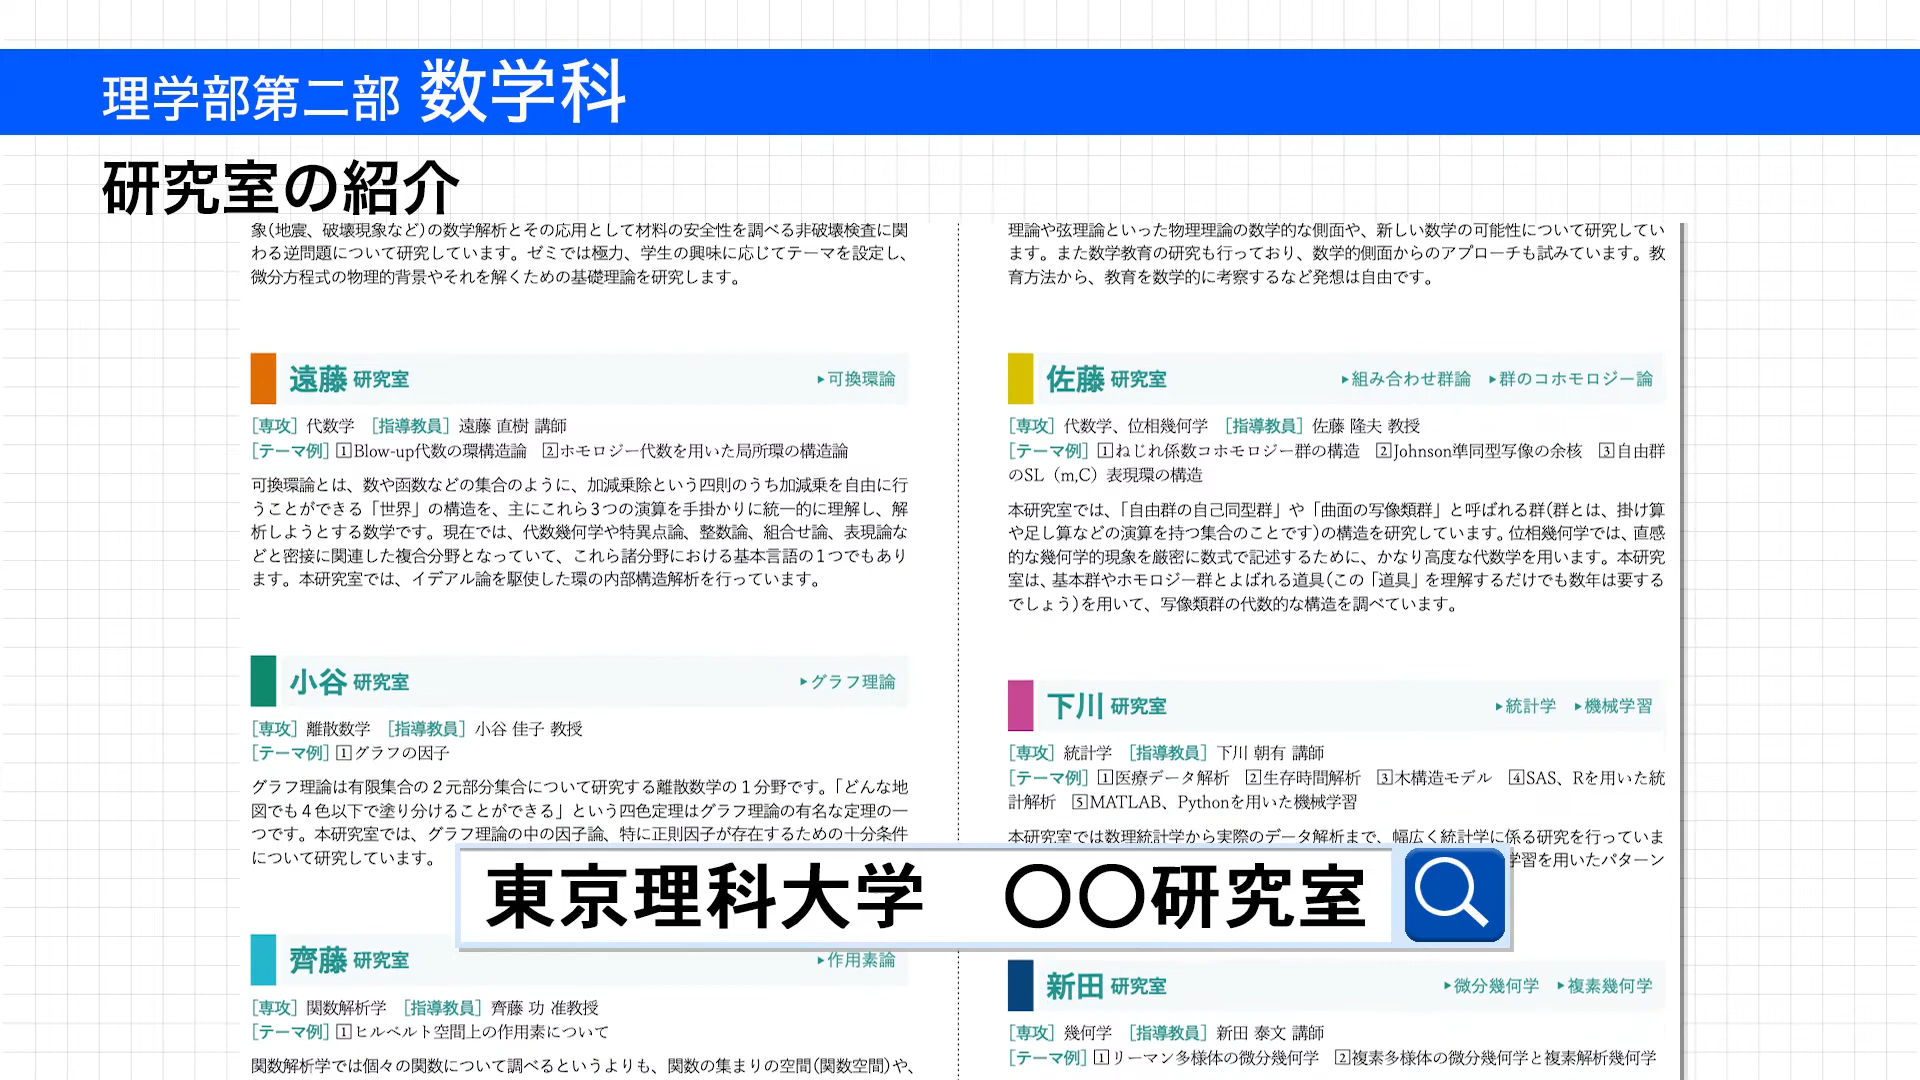 理学部第二部 数学科
研究室の紹介
象(地震、破壊現象など)の数学解析とその応用として材料の安全性を調べる非破壊検査に関
わる逆問題について研究しています。ゼミでは極力、学生の興味に応じてテーマを設定し、
微分方程式の物理的背景やそれを解くための基礎理論を研究します。
遠藤 研究室 ▸可換環論
［専攻］代数学 ［指導教員］遠藤 直樹 講師
［テーマ例］1Blow-up代数の環構造論 2ホモロジー代数を用いた局所環の構造論
可換環論とは、数や函数などの集合のように、加減乗除という四則のうち加減乗を自由に行
うことができる「世界」の構造を、主にこれら3つの演算を手掛かりに統一的に理解し、解
析しようとする数学です。現在では、代数幾何学や特異点論、整数論、組合せ論、表現論な
どと密接に関連した複合分野となっていて、これら諸分野における基本言語の1つでもあり
ます。本研究室では、イデアル論を駆使した環の内部構造解析を行っています。
小谷 研究室 ▸グラフ理論
［専攻］離散数学 ［指導教員］小谷 佳子 教授
［テーマ例］1グラフの因子
グラフ理論は有限集合の2元部分集合について研究する離散数学の1分野です。「どんな地
図でも4色以下で塗り分けることができる」という四色定理はグラフ理論の有名な定理の一
つです。本研究室では、グラフ理論の中の因子論、特に正則因子が存在するための十分条件
について研究しています。
齊藤 研究室 ▸作用素論
［専攻］関数解析学 ［指導教員］齊藤 功 准教授
［テーマ例］1ヒルベルト空間上の作用素について
関数解析学では個々の関数について調べるというよりも、関数の集まりの空間(関数空間)や、
理論や弦理論といった物理理論の数学的な側面や、新しい数学の可能性について研究してい
ます。また数学教育の研究も行っており、数学的側面からのアプローチも試みています。教
育方法から、教育を数学的に考察するなど発想は自由です。
佐藤 研究室 ▸組み合わせ群論 ▸群のコホモロジー論
［専攻］代数学、位相幾何学 ［指導教員］佐藤 隆夫 教授
［テーマ例］1ねじれ係数コホモロジー群の構造 2Johnson準同型写像の余核 3自由群
のSL（m,C）表現環の構造
本研究室では、「自由群の自己同型群」や「曲面の写像類群」と呼ばれる群(群とは、掛け算
や足し算などの演算を持つ集合のことです)の構造を研究しています。位相幾何学では、直感
的な幾何学的現象を厳密に数式で記述するために、かなり高度な代数学を用います。本研究
室は、基本群やホモロジー群とよばれる道具(この「道具」を理解するだけでも数年は要する
でしょう)を用いて、写像類群の代数的な構造を調べています。
下川 研究室 ▸統計学 ▸機械学習
［専攻］統計学 ［指導教員］下川 朝有 講師
［テーマ例］1医療データ解析 2生存時間解析 3木構造モデル 4SAS、Rを用いた統
計解析 5MATLAB、Pythonを用いた機械学習
本研究室では数理統計学から実際のデータ解析まで、幅広く統計学に係る研究を行っていま
学習を用いたパターン
新田 研究室 ▸微分幾何学 ▸複素幾何学
［専攻］幾何学 ［指導教員］新田 泰文 講師
［テーマ例］1リーマン多様体の微分幾何学 2複素多様体の微分幾何学と複素解析幾何学
東京理科大学 〇〇研究室